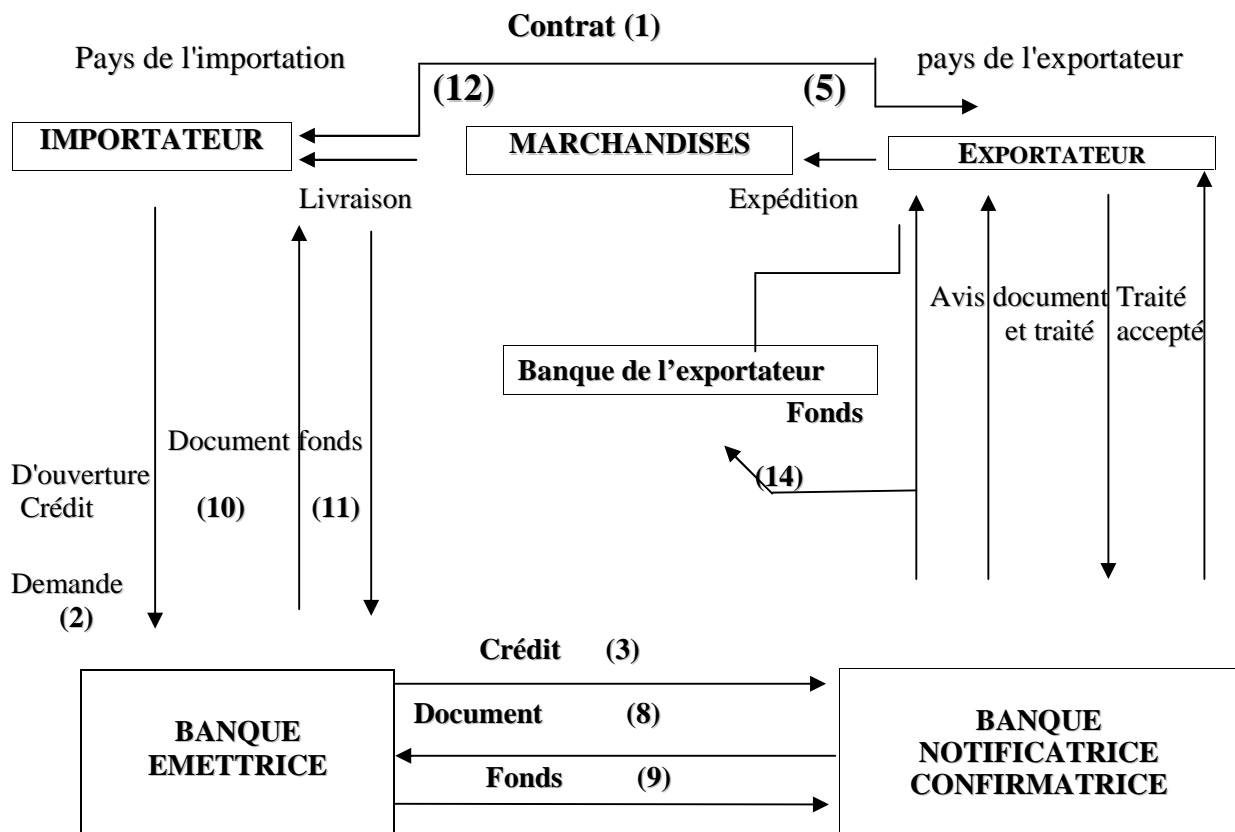 Contrat (1)
Pays de l'importation
pays de l'exportateur
(12)
(5)
IMPORTATEUR
MARCHANDISES
EXPORTATEUR
Livraison
Expédition
Avis document Traité
et traité accepté
Banque de l'exportateur
Fonds
(14)
Document fonds
D'ouverture
Crédit
(10) (11)
Demande
(2)
Crédit (3)
Document (8)
Fonds (9)
BANQUE
EMETTRICE
BANQUE
NOTIFICATRICE
CONFIRMATRICE